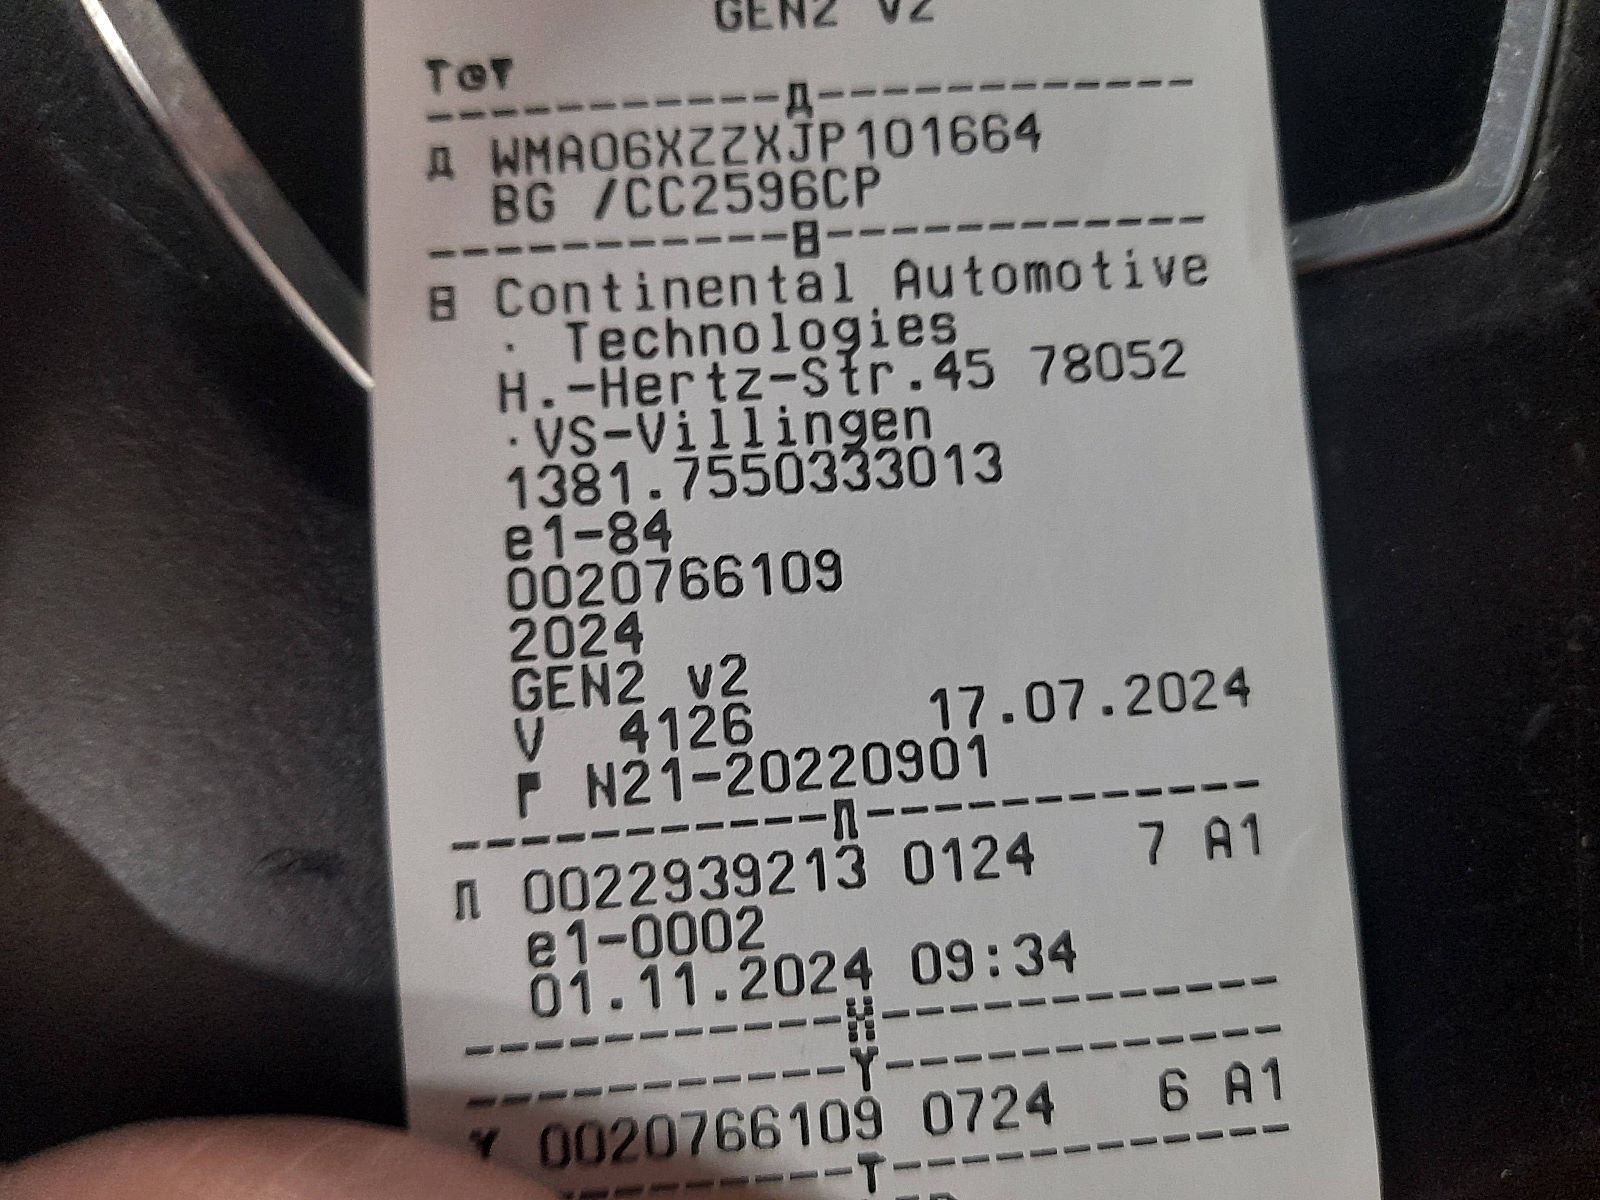 GEN2 v2
T
Д
Д WMA06XZZXJP101664
BG /CC2596CP
B
B Continental Automotive
. Technologies
H.-Hertz-Str.45 78052
.VS-Villingen
1381.7550333013
e1-84
0020766109
2024
GEN2 v2
V 4126 17.07.2024
N21-20220901
Л
Л 0022939213 0124 7 A1
e1-0002
01.11.2024 09:34
Y
Y 0020766109 0724 6 A1
T